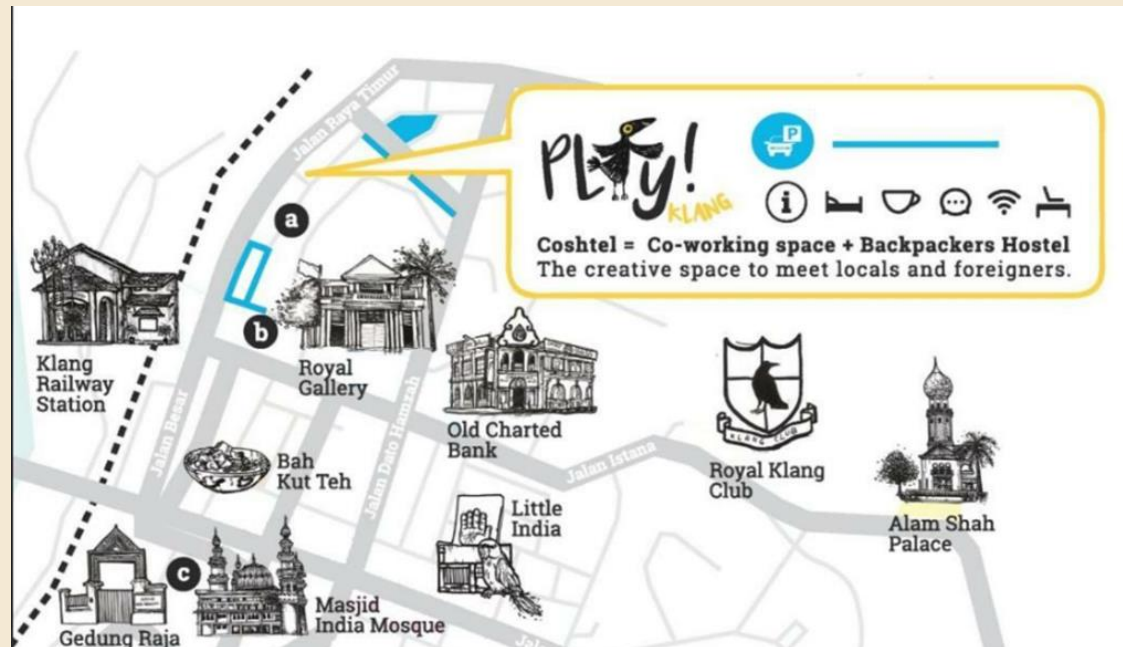 Jalan Raya Timur
PLay!
KLANG
P
i
Coshtel = Co-working space + Backpackers Hostel
The creative space to meet locals and foreigners.
a
b
Klang
Railway
Station
Royal
Gallery
Old Charted
Bank
KLANG CLUB
Royal Klang
Club
Alam Shah
Palace
Jalan Besar
Jalan Dato Hamzah
Jalan Istana
Bah
Kut Teh
Little
India
c
Masjid
India Mosque
Gedung Raja